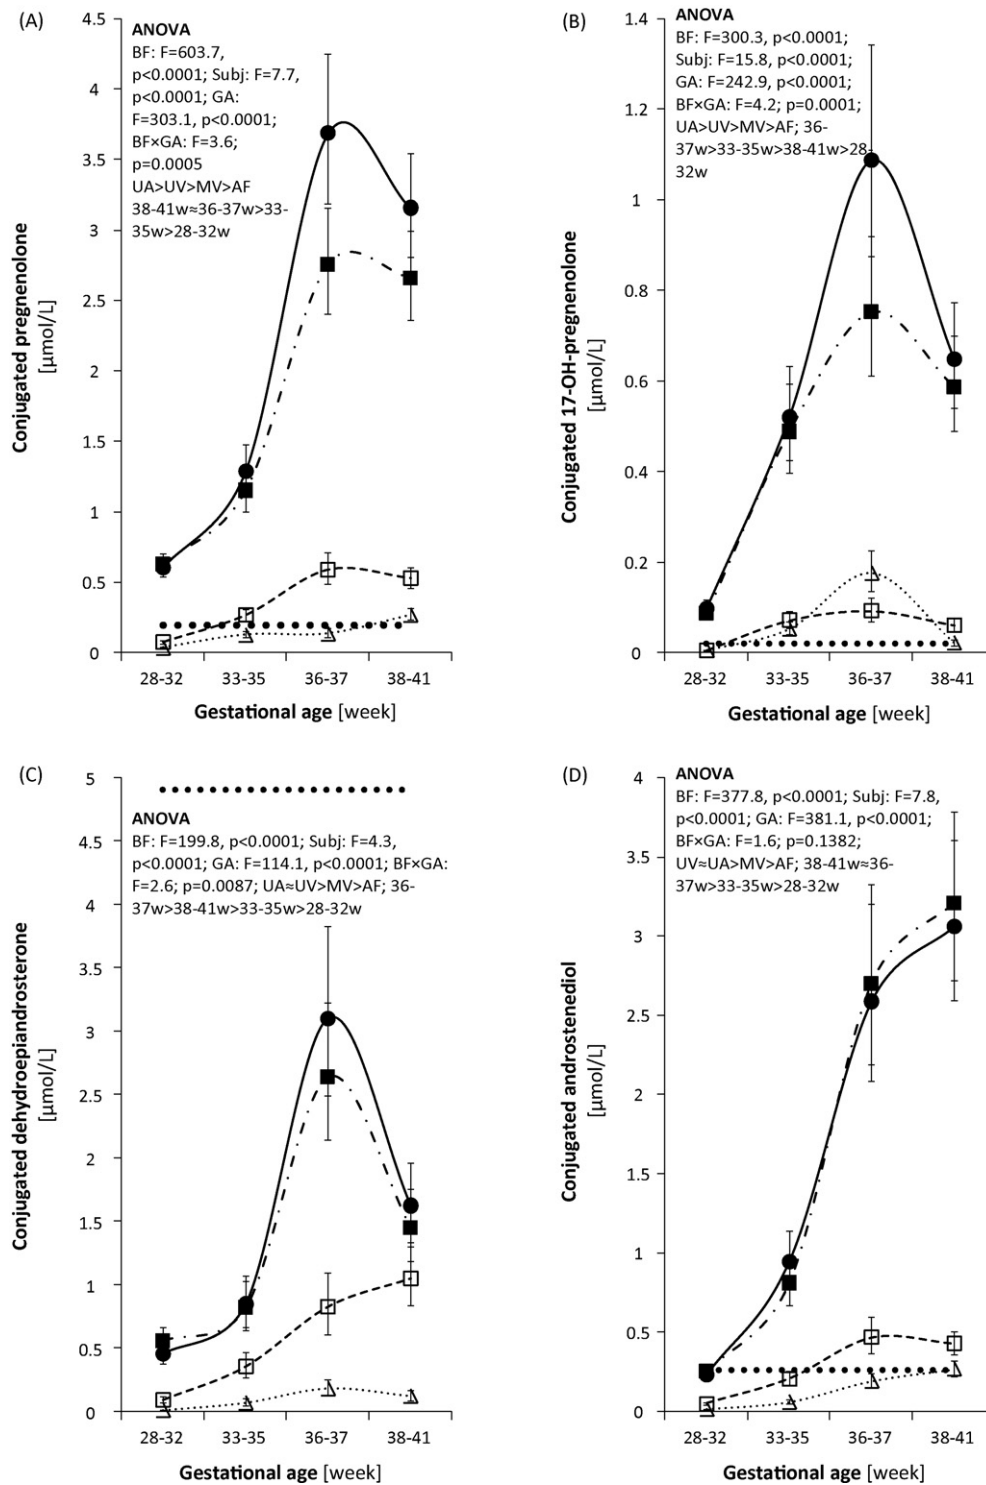 (A)
4.5
4
3.5
3
2.5
2
1.5
1
0.5
0
Conjugated pregnenolone
[µmol/L]
ANOVA
BF: F=603.7,
p<0.0001; Subj: F=7.7,
p<0.0001; GA:
F=303.1, p<0.0001;
BF×GA: F=3.6;
p=0.0005
UA>UV>MV>AF
38-41w≈36-37w>33-
35w>28-32w
28-32 33-35 36-37 38-41
Gestational age [week]
(B)
1.4
1.2
1
0.8
0.6
0.4
0.2
0
Conjugated 17-OH-pregnenolone
[µmol/L]
ANOVA
BF: F=300.3, p<0.0001;
Subj: F=15.8, p<0.0001;
GA: F=242.9, p<0.0001;
BF×GA: F=4.2; p=0.0001;
UA>UV>MV>AF; 36-
37w>33-35w>38-41w>28-
32w
28-32 33-35 36-37 38-41
Gestational age [week]
(C)
5
4.5
4
3.5
3
2.5
2
1.5
1
0.5
0
Conjugated dehydroepiandrosterone
[µmol/L]
ANOVA
BF: F=199.8, p<0.0001; Subj: F=4.3,
p<0.0001; GA: F=114.1, p<0.0001; BF×GA:
F=2.6; p=0.0087; UA≈UV>MV>AF; 36-
37w>38-41w>33-35w>28-32w
28-32 33-35 36-37 38-41
Gestational age [week]
(D)
4
3.5
3
2.5
2
1.5
1
0.5
0
Conjugated androstenediol
[µmol/L]
ANOVA
BF: F=377.8, p<0.0001; Subj: F=7.8,
p<0.0001; GA: F=381.1, p<0.0001;
BF×GA: F=1.6; p=0.1382;
UV≈UA>MV>AF; 38-41w≈36-
37w>33-35w>28-32w
28-32 33-35 36-37 38-41
Gestational age [week]